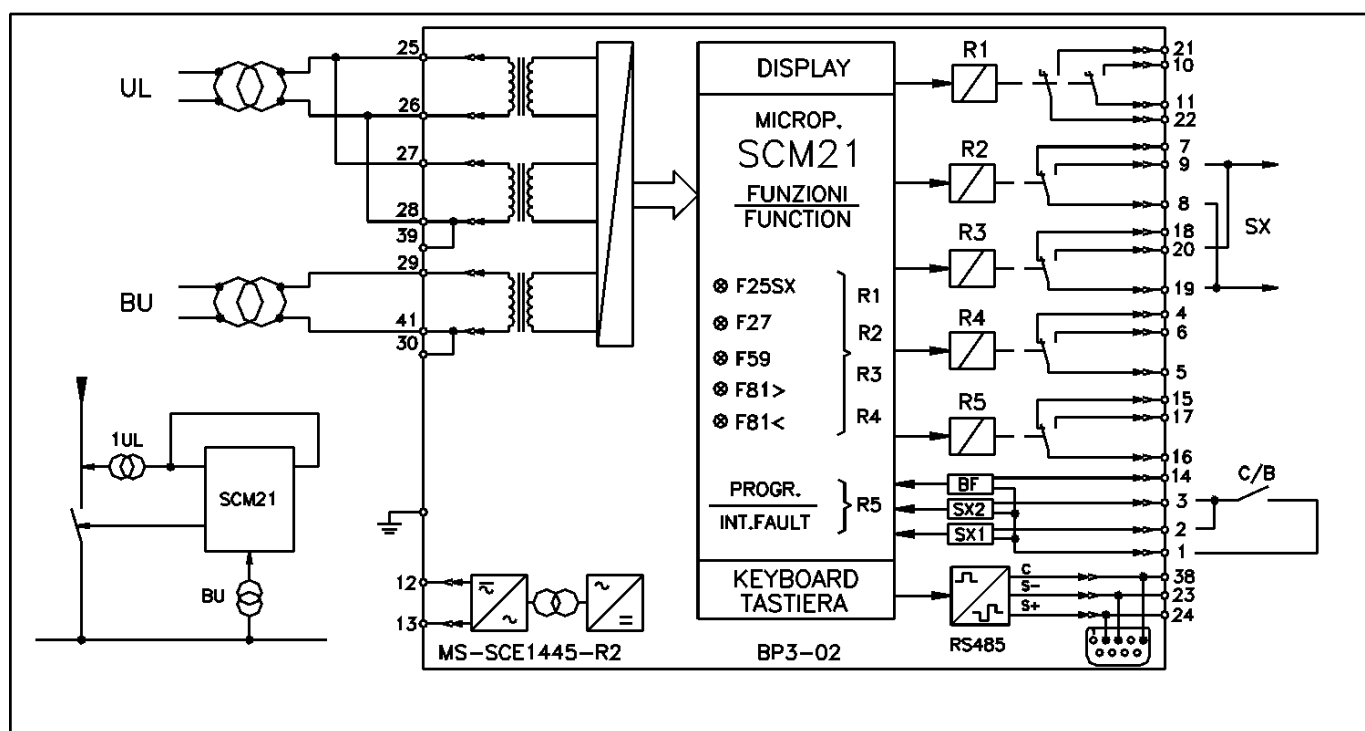 UL
BU
25
26
27
28
39
29
41
30
12
13
MS-SCE1445-R2
1UL
SCM21
BU
DISPLAY
MICROP.
SCM21
FUNZIONI
FUNCTION
F25SX
F27
F59
F81>
F81<
R1
R2
R3
R4
PROGR.
INT.FAULT
R5
KEYBOARD
TASTIERA
BP3-02
R1
R2
R3
R4
R5
BF
SX2
SX1
RS485
C
S-
S+
21
10
11
22
7
9
8
18
20
19
4
6
5
15
17
16
14
3
2
1
38
23
24
SX
C/B